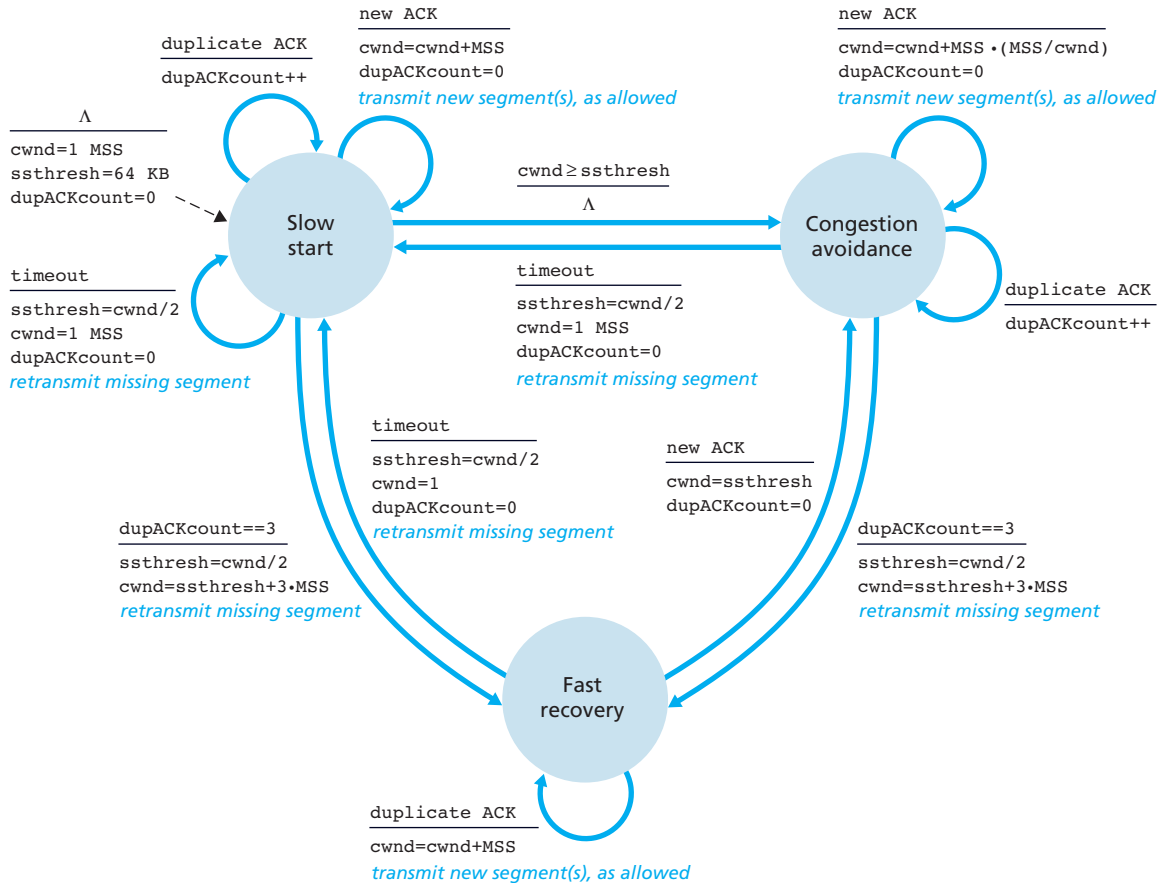 new ACK
cwnd=cwnd+MSS
dupACKcount=0
transmit new segment(s), as allowed
new ACK
cwnd=cwnd+MSS •(MSS/cwnd)
dupACKcount=0
transmit new segment(s), as allowed
duplicate ACK
dupACKcount++
Λ
cwnd=1 MSS
ssthresh=64 KB
dupACKcount=0
cwnd≥ssthresh
Λ
Slow
start
Congestion
avoidance
timeout
ssthresh=cwnd/2
cwnd=1 MSS
dupACKcount=0
retransmit missing segment
timeout
ssthresh=cwnd/2
cwnd=1 MSS
dupACKcount=0
retransmit missing segment
duplicate ACK
dupACKcount++
timeout
ssthresh=cwnd/2
cwnd=1
dupACKcount=0
retransmit missing segment
new ACK
cwnd=ssthresh
dupACKcount=0
dupACKcount==3
ssthresh=cwnd/2
cwnd=ssthresh+3•MSS
retransmit missing segment
dupACKcount==3
ssthresh=cwnd/2
cwnd=ssthresh+3•MSS
retransmit missing segment
Fast
recovery
duplicate ACK
cwnd=cwnd+MSS
transmit new segment(s), as allowed